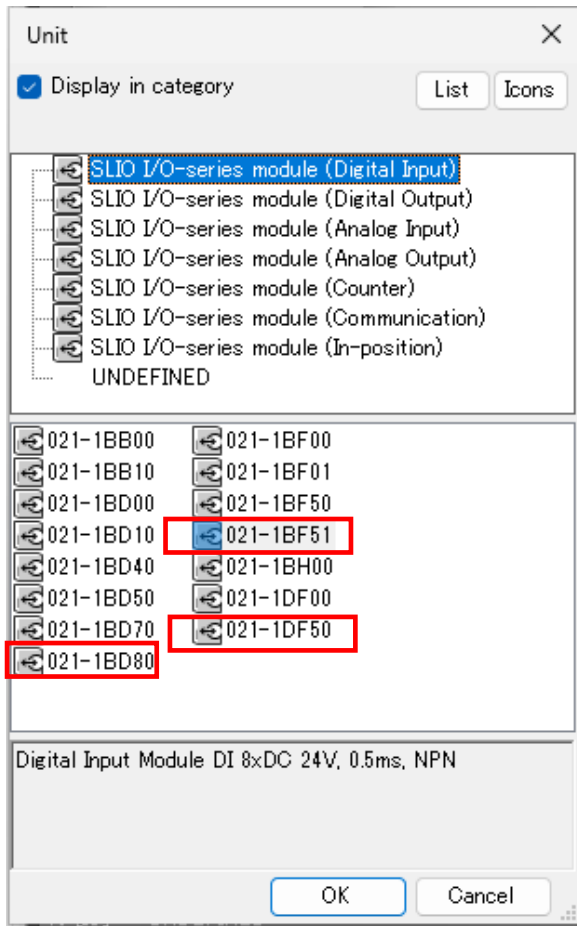 Unit
Display in category
List
Icons
SLIO I/O-series module (Digital Input)
SLIO I/O-series module (Digital Output)
SLIO I/O-series module (Analog Input)
SLIO I/O-series module (Analog Output)
SLIO I/O-series module (Counter)
SLIO I/O-series module (Communication)
SLIO I/O-series module (In-position)
UNDEFINED
021-1BB00
021-1BB10
021-1BD00
021-1BD10
021-1BD40
021-1BD50
021-1BD70
021-1BD80
021-1BF00
021-1BF01
021-1BF50
021-1BF51
021-1BH00
021-1DF00
021-1DF50
Digital Input Module DI 8xDC 24V, 0.5ms, NPN
OK
Cancel